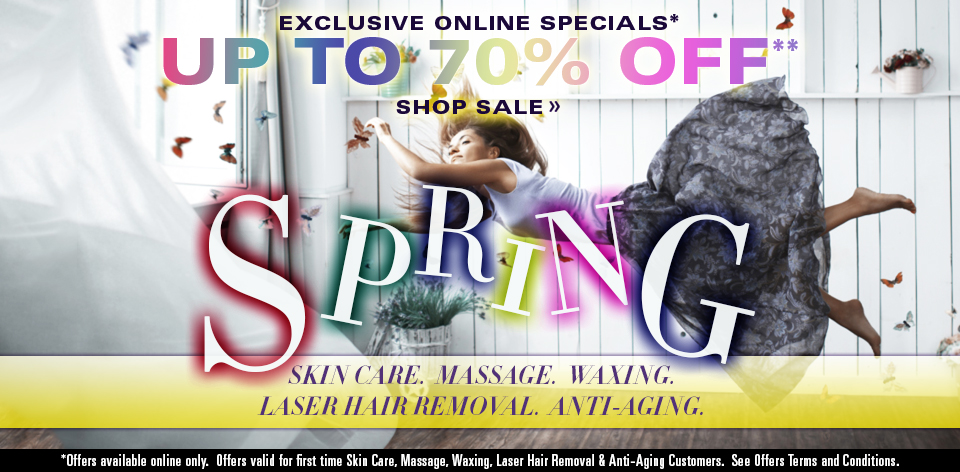 EXCLUSIVE ONLINE SPECIALS*
UP TO 70% OFF**
SHOP SALE »
SPRING
SKIN CARE. MASSAGE. WAXING.
LASER HAIR REMOVAL. ANTI-AGING.
*Offers available online only. Offers valid for first time Skin Care, Massage, Waxing, Laser Hair Removal & Anti-Aging Customers. See Offers Terms and Conditions.